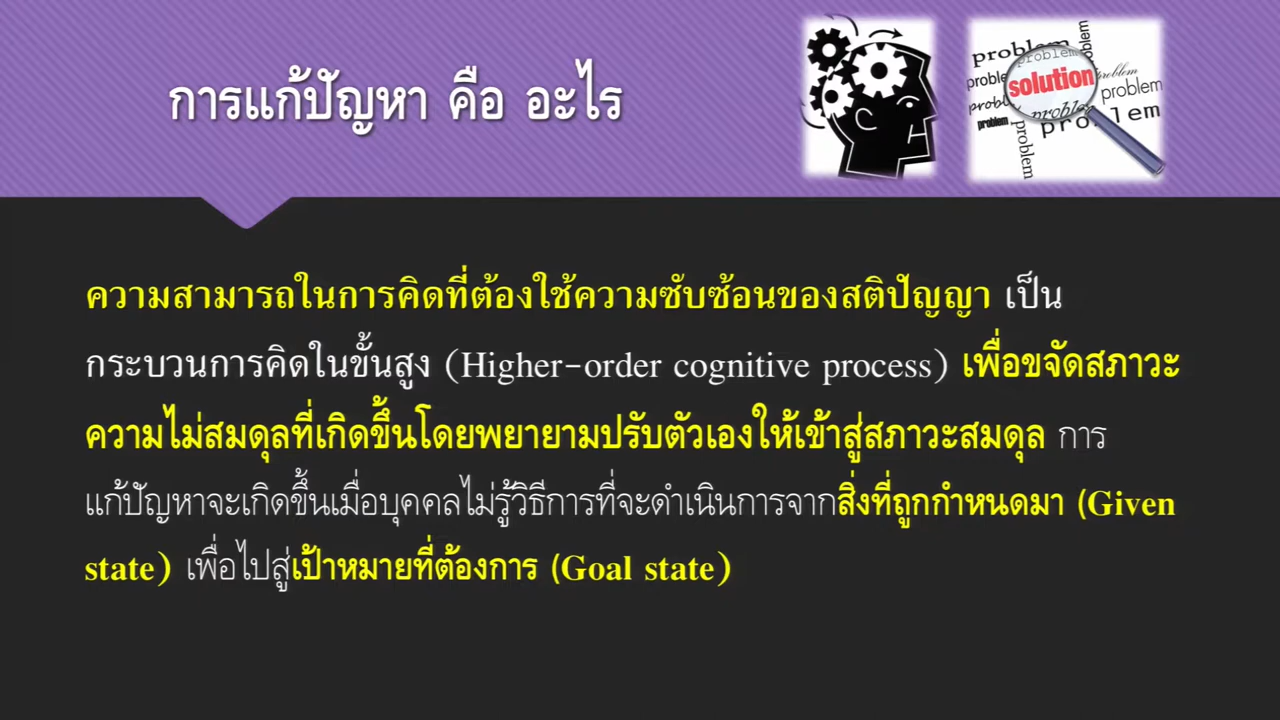 การแก้ปัญหา คือ อะไร
problem
problem
problem
problem
solution
problem
problem
problem
problem
problem
problem
ความสามารถในการคิดที่ต้องใช้ความซับซ้อนของสติปัญญา เป็น
กระบวนการคิดในขั้นสูง (Higher-order cognitive process) เพื่อขจัดสภาวะ
ความไม่สมดุลที่เกิดขึ้นโดยพยายามปรับตัวเองให้เข้าสู่สภาวะสมดุล การ
แก้ปัญหาจะเกิดขึ้นเมื่อบุคคลไม่รู้วิธีการที่จะดำเนินการจากสิ่งที่ถูกกำหนดมา (Given
state) เพื่อไปสู่เป้าหมายที่ต้องการ (Goal state)